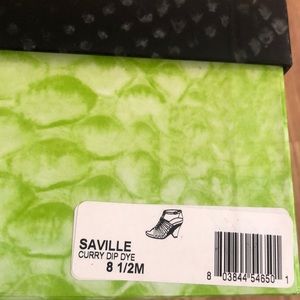 SAVILLE
CURRY DIP DYE
8 1/2M
8 03844 54650 1